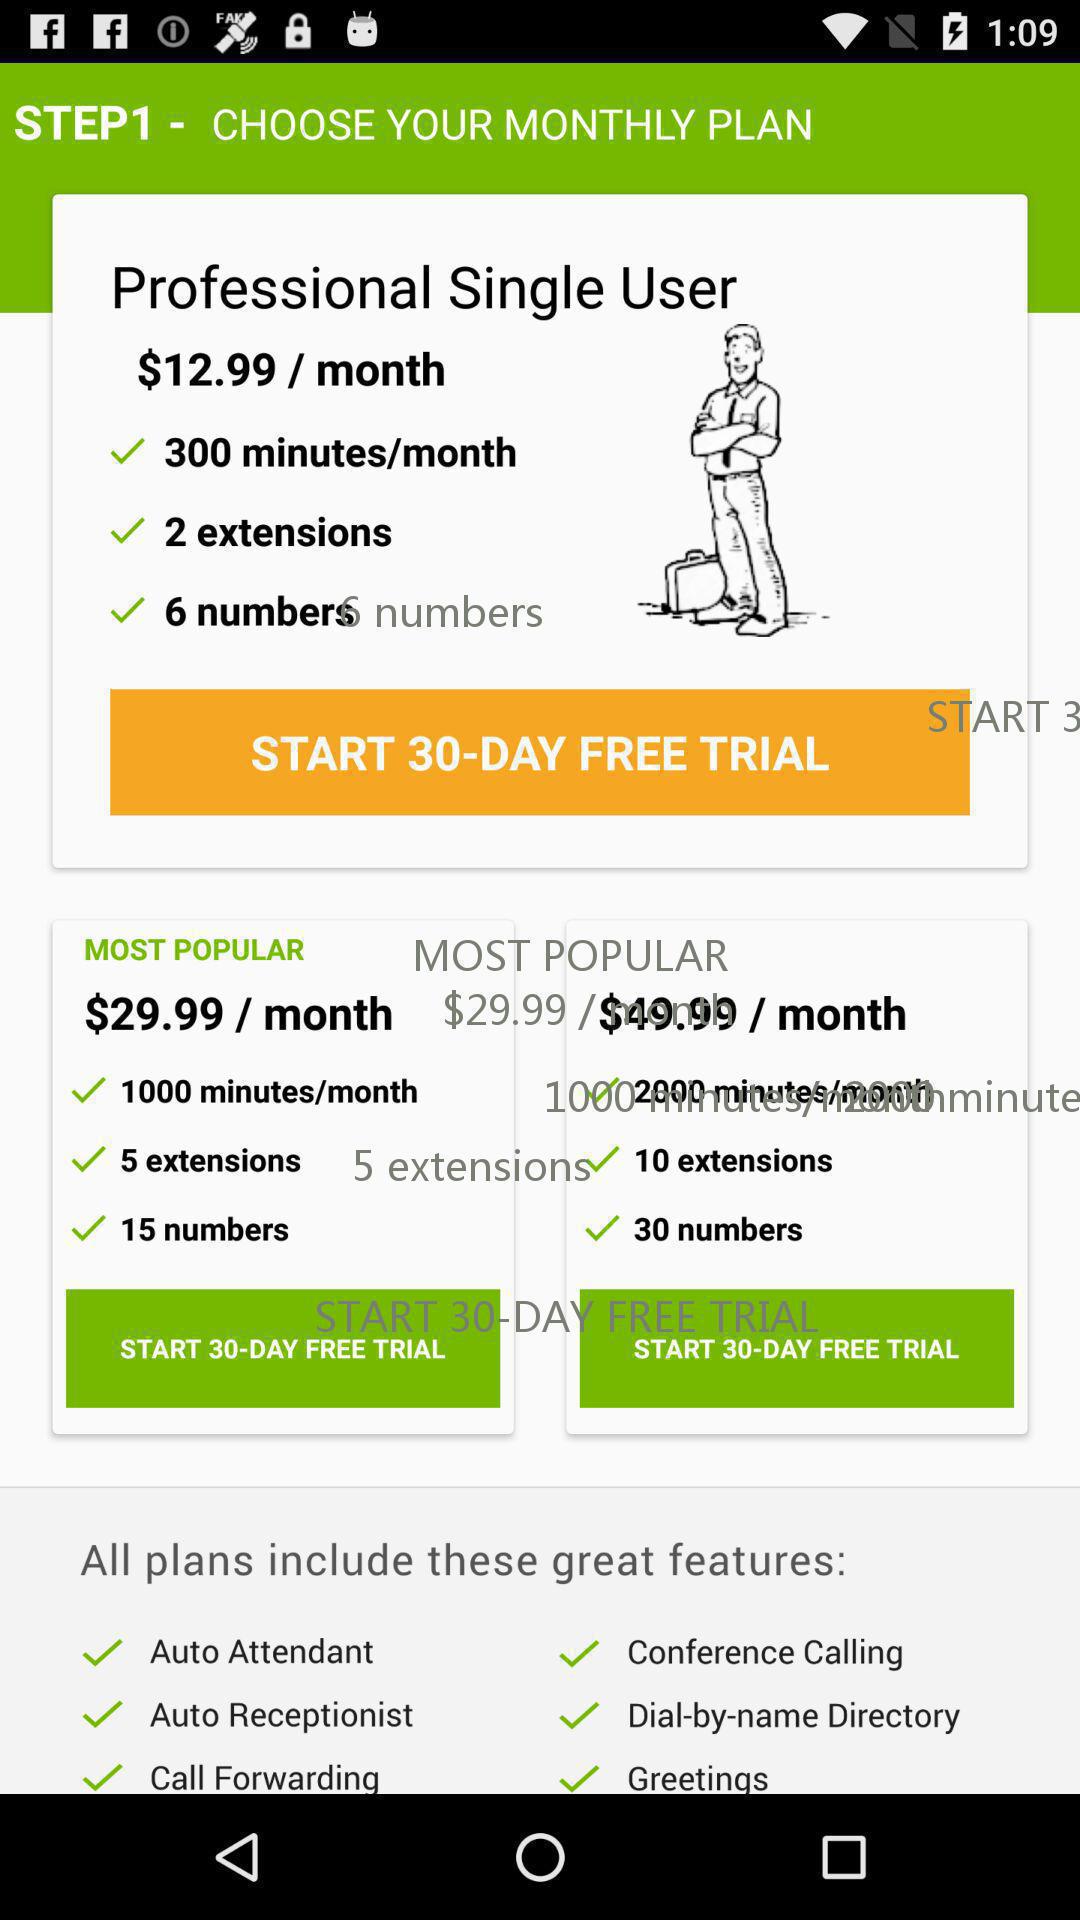 FAKE
1:09
STEP1 - CHOOSE YOUR MONTHLY PLAN
Professional Single User
$12.99 / month
300 minutes/month
2 extensions
6 numbers
6 numbers
START 3
START 30-DAY FREE TRIAL
MOST POPULAR
MOST POPULAR
$29.99 / month
$29.99 / month
$49.99 / month
1000 minutes/month
1000 minutes/month
2000 minutes/month
2000 minute
5 extensions
5 extensions
10 extensions
15 numbers
30 numbers
START 30-DAY FREE TRIAL
START 30-DAY FREE TRIAL
START 30-DAY FREE TRIAL
All plans include these great features:
Auto Attendant
Conference Calling
Auto Receptionist
Dial-by-name Directory
Call Forwarding
Greetings